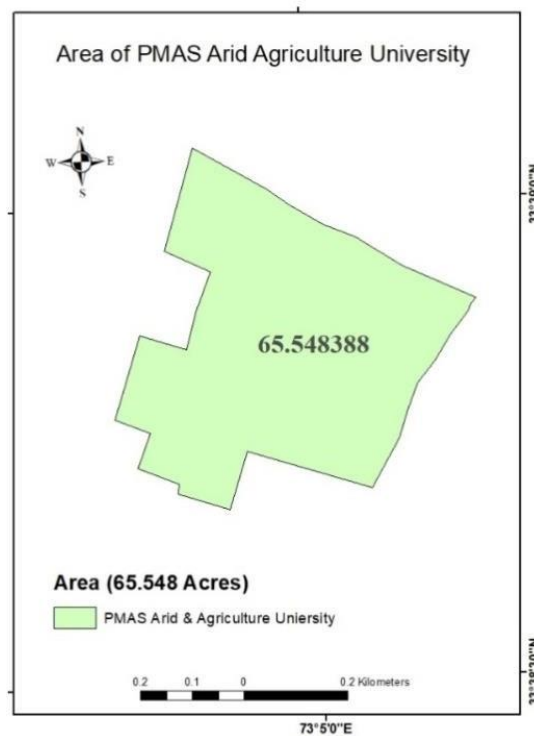 Area of PMAS Arid Agriculture University
N
W E
S
65.548388
Area (65.548 Acres)
PMAS Arid & Agriculture Uniersity
0.2 0.1 0 0.2 Kilometers
73°5'0"E